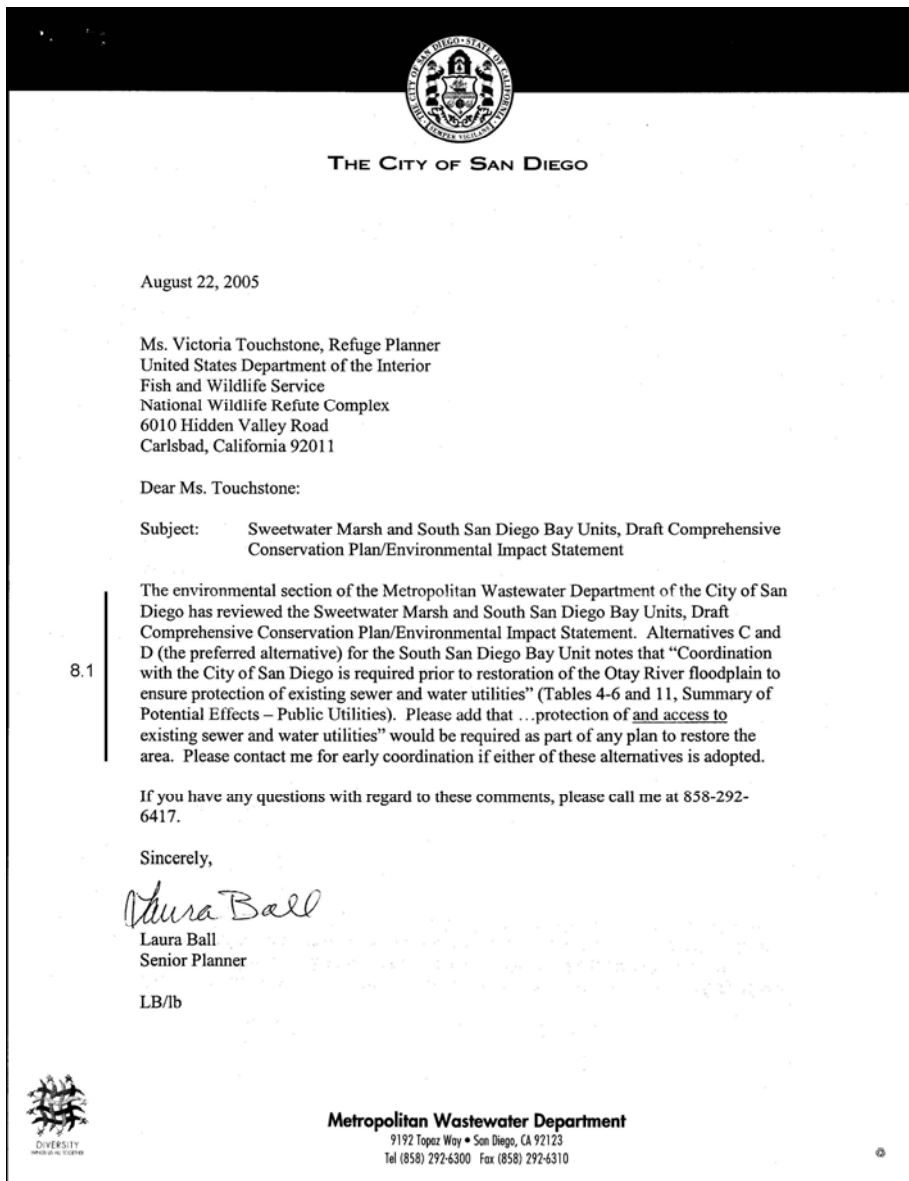 THE CITY OF SAN DIEGO • STATE OF CALIFORNIA
SEMPER VIGILANS
THE CITY OF SAN DIEGO
August 22, 2005
Ms. Victoria Touchstone, Refuge Planner
United States Department of the Interior
Fish and Wildlife Service
National Wildlife Refute Complex
6010 Hidden Valley Road
Carlsbad, California 92011
Dear Ms. Touchstone:
Subject: Sweetwater Marsh and South San Diego Bay Units, Draft Comprehensive
Conservation Plan/Environmental Impact Statement
The environmental section of the Metropolitan Wastewater Department of the City of San
Diego has reviewed the Sweetwater Marsh and South San Diego Bay Units, Draft
Comprehensive Conservation Plan/Environmental Impact Statement. Alternatives C and
D (the preferred alternative) for the South San Diego Bay Unit notes that “Coordination
8.1 with the City of San Diego is required prior to restoration of the Otay River floodplain to
ensure protection of existing sewer and water utilities” (Tables 4-6 and 11, Summary of
Potential Effects – Public Utilities). Please add that …protection of and access to
existing sewer and water utilities” would be required as part of any plan to restore the
area. Please contact me for early coordination if either of these alternatives is adopted.
If you have any questions with regard to these comments, please call me at 858-292-
6417.
Sincerely,
Laura Ball
Laura Ball
Senior Planner
LB/lb
DIVERSITY
Metropolitan Wastewater Department
9192 Topaz Way • San Diego, CA 92123
Tel (858) 292-6300 Fax (858) 292-6310